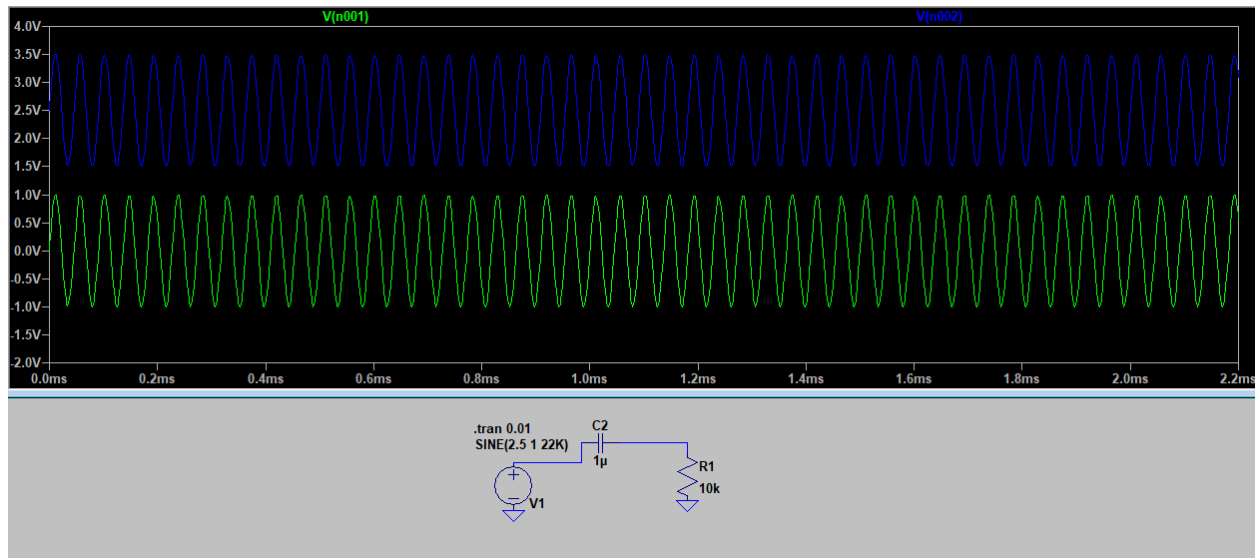 V(n001) V(n002)
4.0V
3.5V
3.0V
2.5V
2.0V
1.5V
1.0V
0.5V
0.0V
-0.5V
-1.0V
-1.5V
-2.0V
0.0ms 0.2ms 0.4ms 0.6ms 0.8ms 1.0ms 1.2ms 1.4ms 1.6ms 1.8ms 2.0ms 2.2ms
.tran 0.01
SINE(2.5 1 22K)
C2
1µ
V1
R1
10k